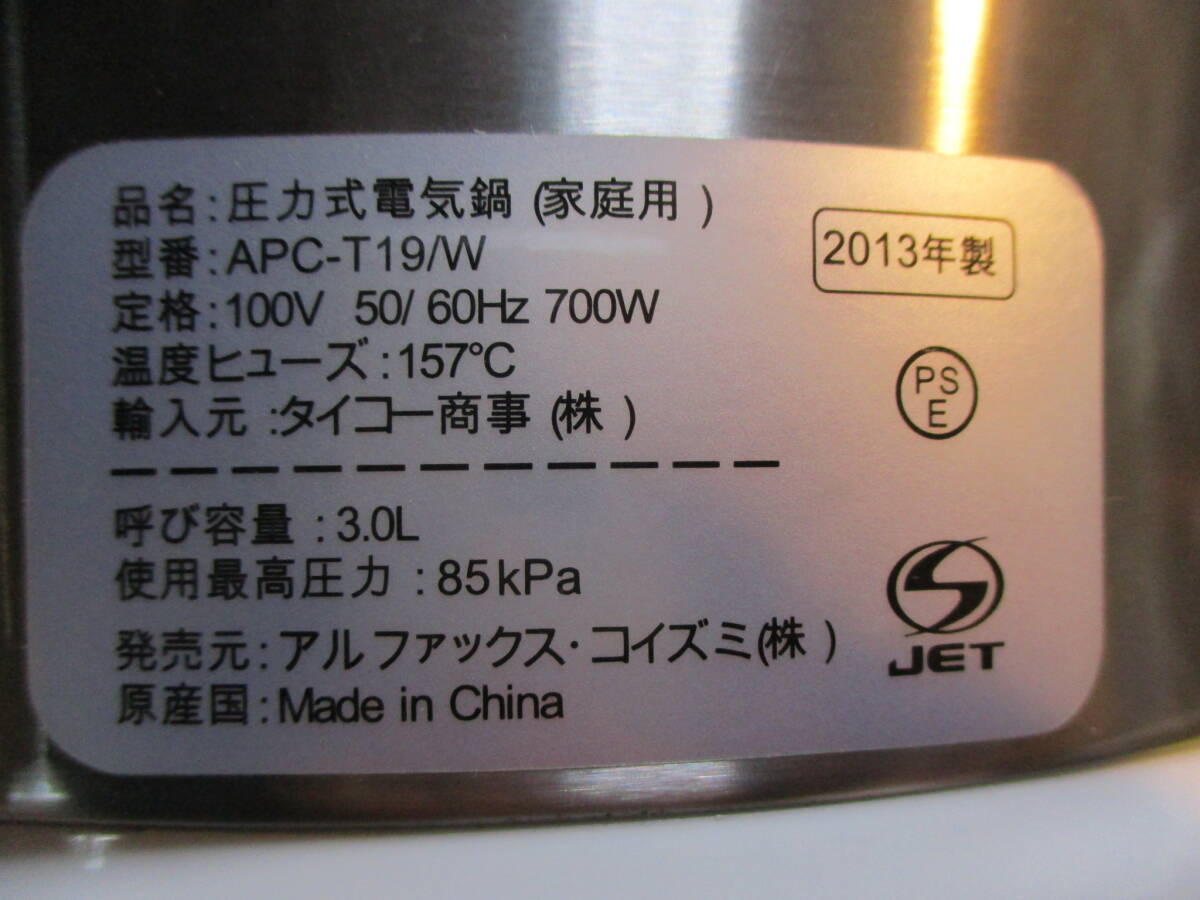 品名:圧力式電気鍋 (家庭用 )
型番:APC-T19/W
定格:100V 50/ 60Hz 700W
温度ヒューズ:157℃
輸入元 :タイコー商事 (株 )
呼び容量 :3.0L
使用最高圧力 :85kPa
発売元:アルファックス・コイズミ(株 )
原産国:Made in China
2013年製
PS
E
JET